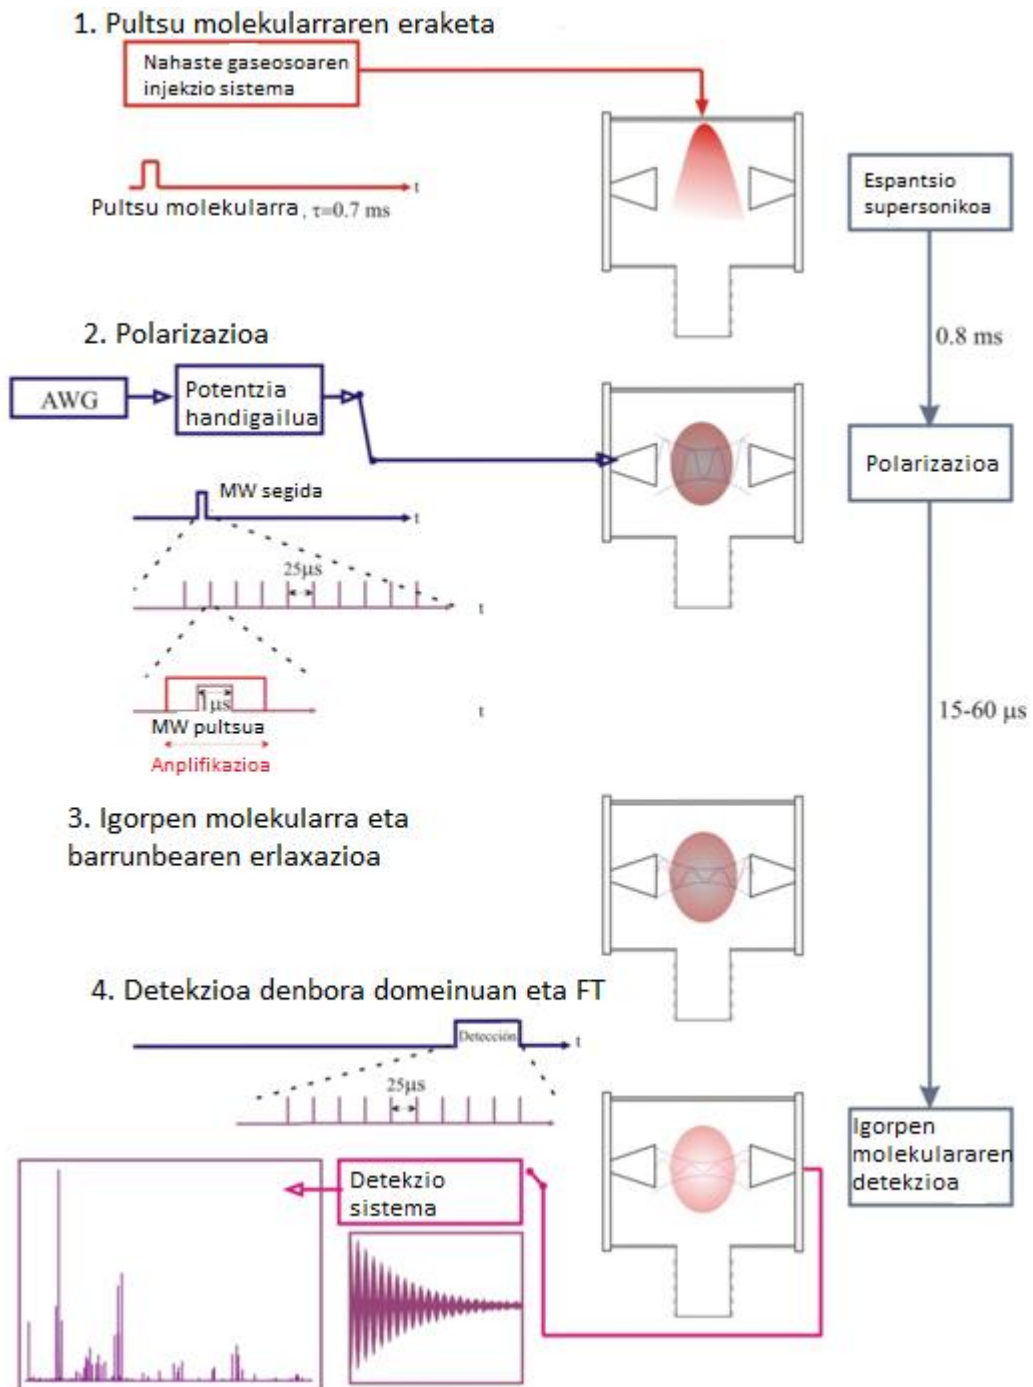 1. Pultsu molekularraren eraketa
Nahaste gaseosoaren
injekzio sistema
t
Pultsu molekularra, τ=0.7 ms
Espantsio
supersonikoa
0.8 ms
2. Polarizazioa
AWG
Potentzia
handigailua
Polarizazioa
MW segida
t
25μs
t
1μs
t
MW pultsua
Anplifikazioa
15-60 μs
3. Igorpen molekularra eta
barrunbearen erlaxazioa
4. Detekzioa denbora domeinuan eta FT
Detección
t
25μs
Igorpen
molekulararen
detekzioa
Detekzio
sistema